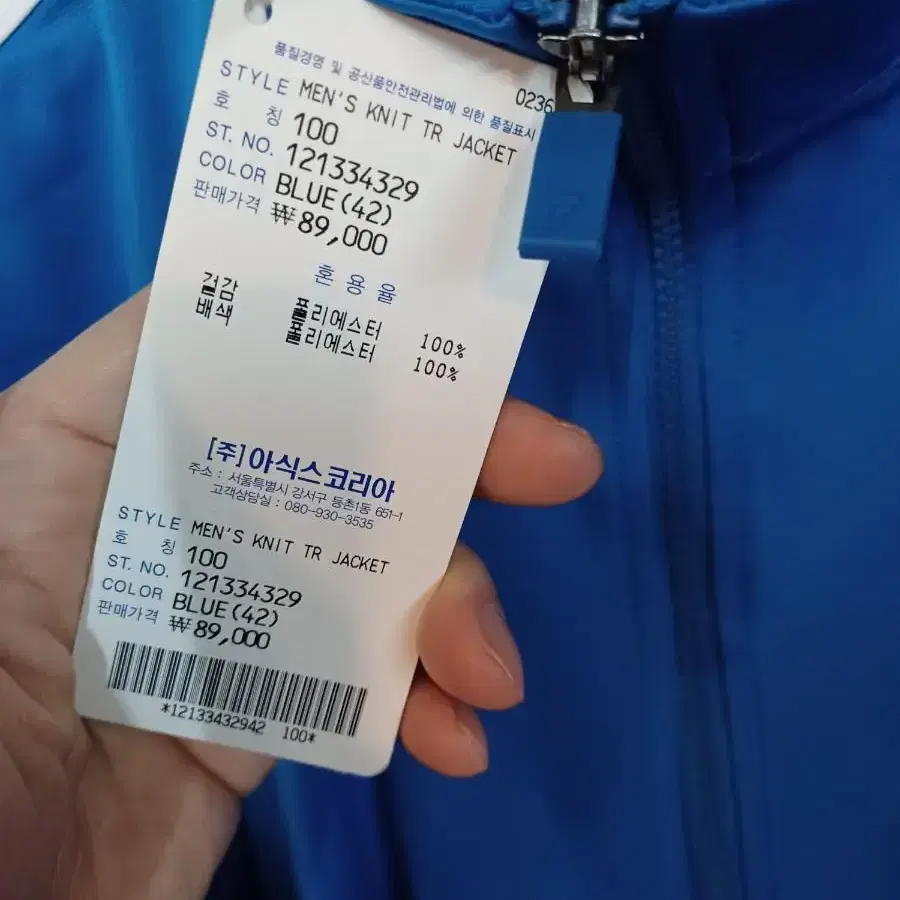 품질경영 및 공산품안전관리법에 의한 품질표시
0236
STYLE MEN'S KNIT TR JACKET
호 칭 100
ST. NO. 121334329
COLOR BLUE(42)
판매가격 ₩89,000
혼 용 율
겉감 폴리에스터 100%
배색 폴리에스터 100%
[주]아식스코리아
주소 : 서울특별시 강서구 등촌1동 651-1
고객상담실 : 080-930-3535
STYLE MEN'S KNIT TR JACKET
호 칭 100
ST. NO. 121334329
COLOR BLUE(42)
판매가격 ₩89,000
*12133432942 100*